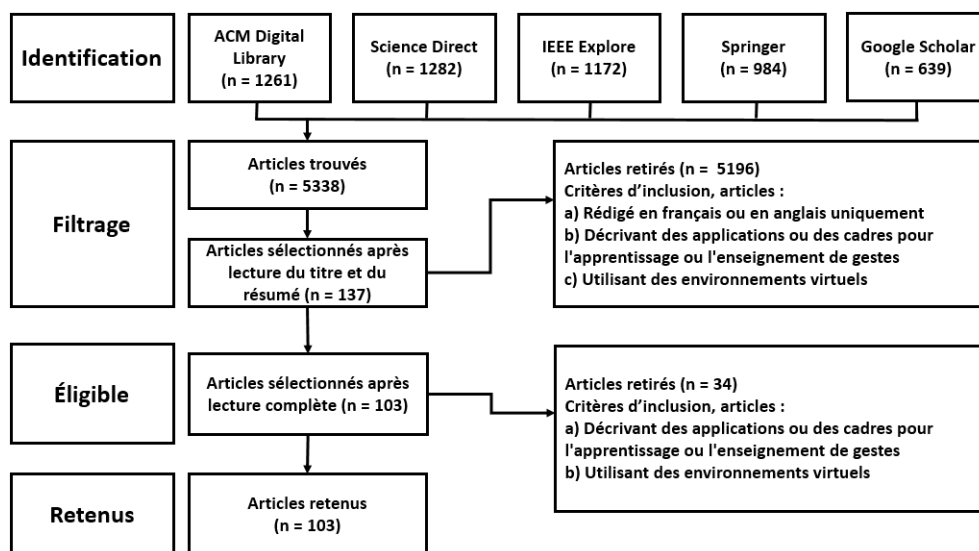 Identification
ACM Digital
Library
(n = 1261)
Science Direct
(n = 1282)
IEEE Explore
(n = 1172)
Springer
(n = 984)
Google Scholar
(n = 639)
Filtrage
Articles trouvés
(n = 5338)
Articles sélectionnés après
lecture du titre et du
résumé (n = 137)
Articles retirés (n = 5196)
Critères d'inclusion, articles :
a) Rédigé en français ou en anglais uniquement
b) Décrivant des applications ou des cadres pour
l'apprentissage ou l'enseignement de gestes
c) Utilisant des environnements virtuels
Éligible
Articles sélectionnés après
lecture complète (n = 103)
Articles retirés (n = 34)
Critères d'inclusion, articles :
a) Décrivant des applications ou des cadres pour
l'apprentissage ou l'enseignement de gestes
b) Utilisant des environnements virtuels
Retenus
Articles retenus
(n = 103)